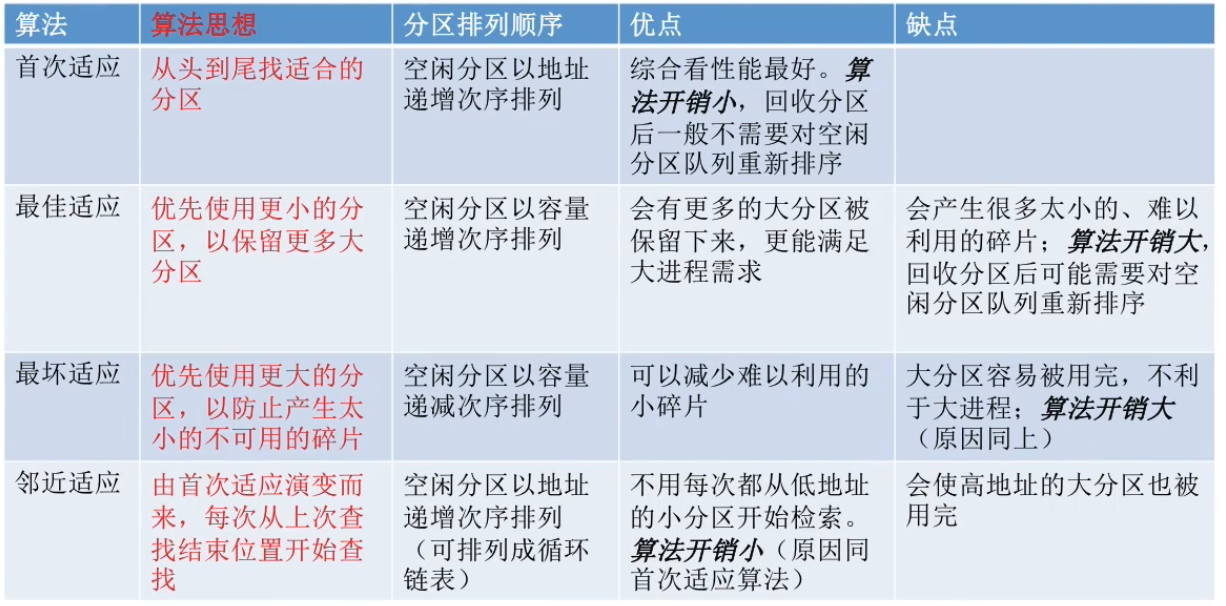 算法
算法思想
分区排列顺序
优点
缺点
首次适应
从头到尾找适合的
分区
空闲分区以地址
递增次序排列
综合看性能最好。算
法开销小，回收分区
后一般不需要对空闲
分区队列重新排序
最佳适应
优先使用更小的分
区，以保留更多大
分区
空闲分区以容量
递增次序排列
会有更多的大分区被
保留下来，更能满足
大进程需求
会产生很多太小的、难以
利用的碎片；算法开销大，
回收分区后可能需要对空
闲分区队列重新排序
最坏适应
优先使用更大的分
区，以防止产生太
小的不可用的碎片
空闲分区以容量
递减次序排列
可以减少难以利用的
小碎片
大分区容易被用完，不利
于大进程；算法开销大
（原因同上）
邻近适应
由首次适应演变而
来，每次从上次查
找结束位置开始查
找
空闲分区以地址
递增次序排列
（可排列成循环
链表）
不用每次都从低地址
的小分区开始检索。
算法开销小（原因同
首次适应算法）
会使高地址的大分区也被
用完